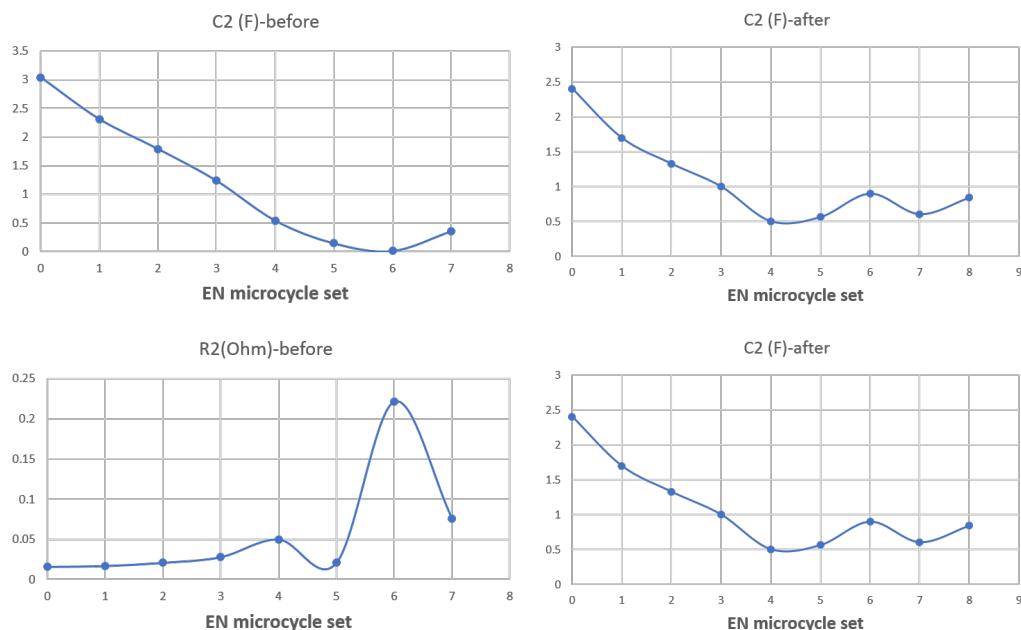 C2 (F)-before
3.5
3
2.5
2
1.5
1
0.5
0
0 1 2 3 4 5 6 7 8
EN microcycle set
C2 (F)-after
3
2.5
2
1.5
1
0.5
0
0 1 2 3 4 5 6 7 8 9
EN microcycle set
R2(Ohm)-before
0.25
0.2
0.15
0.1
0.05
0
0 1 2 3 4 5 6 7 8
EN microcycle set
C2 (F)-after
3
2.5
2
1.5
1
0.5
0
0 1 2 3 4 5 6 7 8 9
EN microcycle set